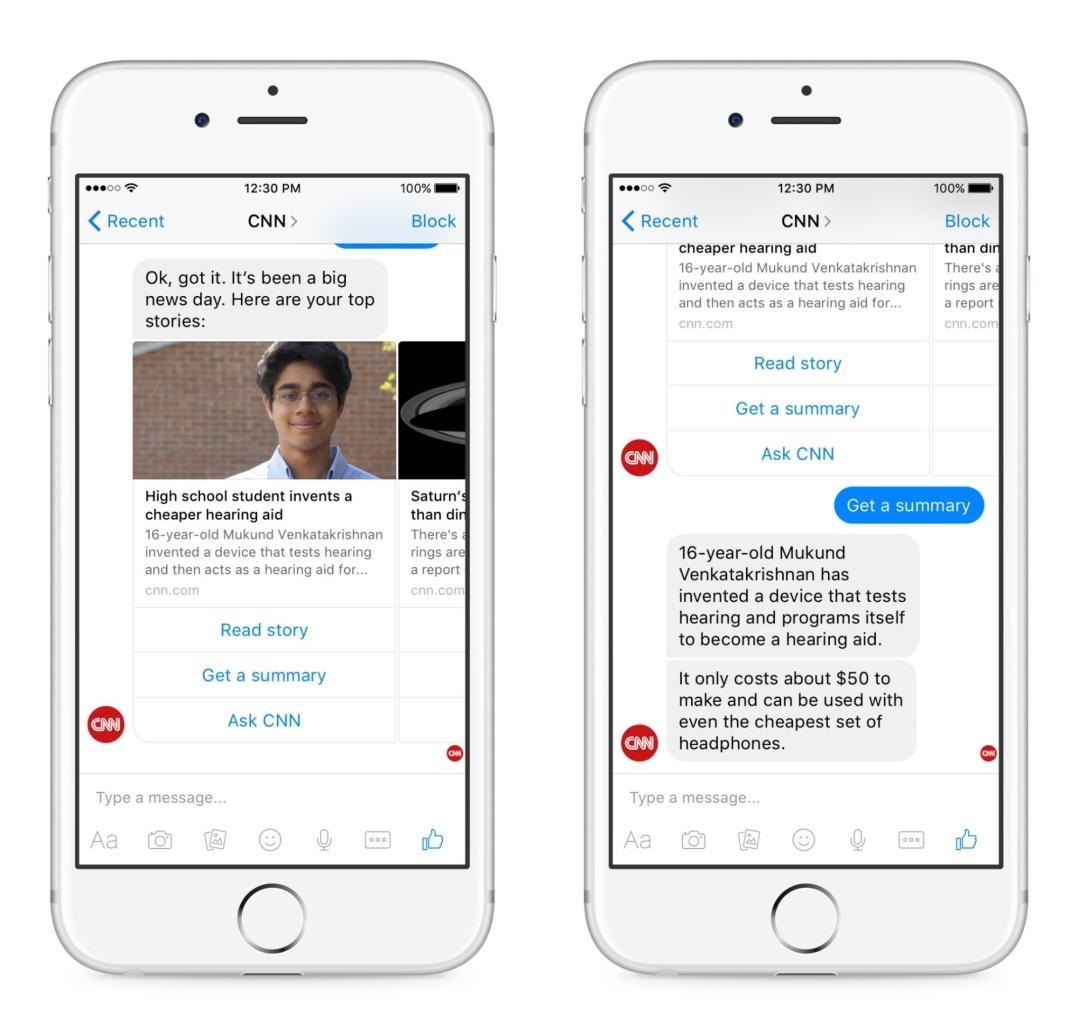 12:30 PM
100%
Recent
CNN
Block
Ok, got it. It’s been a big
news day. Here are your top
stories:
High school student invents a
cheaper hearing aid
16-year-old Mukund Venkatakrishnan
invented a device that tests hearing
and then acts as a hearing aid for...
cnn.com
Saturn’s
than din
There's a
rings are
a report
cnn.com
Read story
Get a summary
Ask CNN
CNN
CNN
Type a message...
Aa
12:30 PM
100%
Recent
CNN
Block
cheaper hearing aid
16-year-old Mukund Venkatakrishnan
invented a device that tests hearing
and then acts as a hearing aid for...
cnn.com
than din
There's a
rings are
a report
cnn.com
Read story
Get a summary
Ask CNN
CNN
Get a summary
16-year-old Mukund
Venkatakrishnan has
invented a device that tests
hearing and programs itself
to become a hearing aid.
It only costs about $50 to
make and can be used with
even the cheapest set of
headphones.
CNN
CNN
Type a message...
Aa